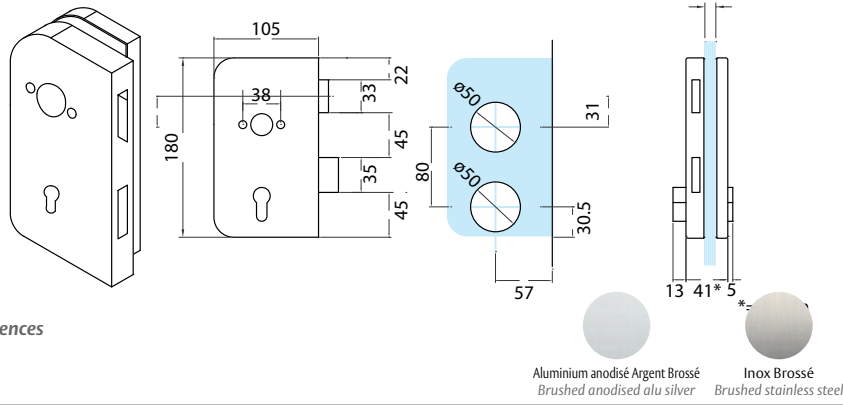 105
22
33
38
45
180
35
45
ø50
ø50
80
31
30.5
57
13 41* 5
*=
ences
Aluminium anodisé Argent Brossé
Brushed anodised alu silver
Inox Brossé
Brushed stainless steel